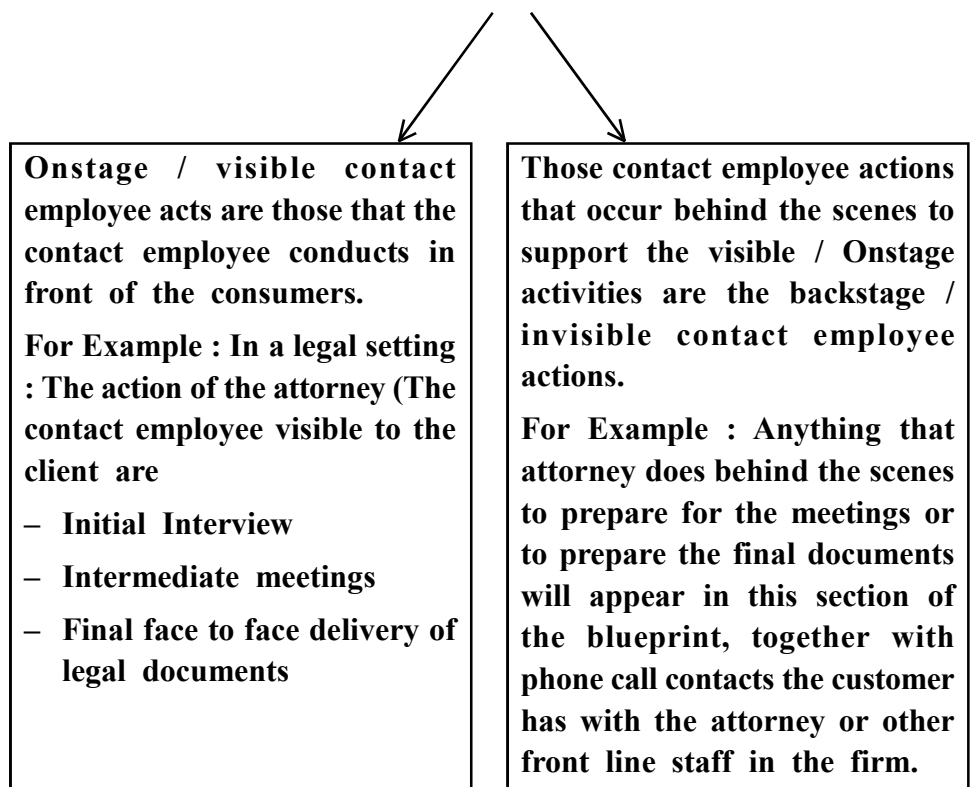 Onstage / visible contact
employee acts are those that the
contact employee conducts in
front of the consumers.
For Example : In a legal setting
: The action of the attorney (The
contact employee visible to the
client are
– Initial Interview
– Intermediate meetings
– Final face to face delivery of
legal documents
Those contact employee actions
that occur behind the scenes to
support the visible / Onstage
activities are the backstage /
invisible contact employee
actions.
For Example : Anything that
attorney does behind the scenes
to prepare for the meetings or
to prepare the final documents
will appear in this section of
the blueprint, together with
phone call contacts the customer
has with the attorney or other
front line staff in the firm.